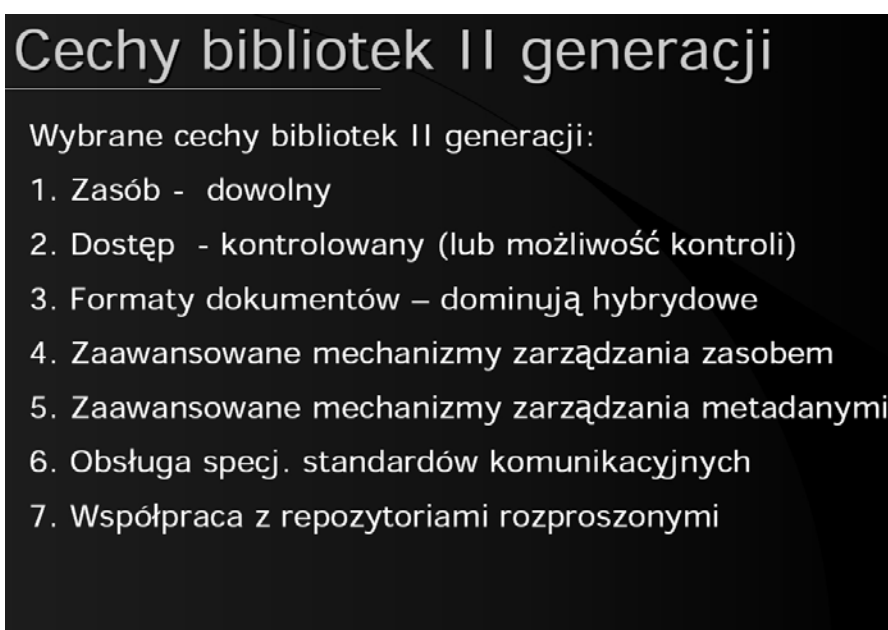 Cechy bibliotek II generacji
Wybrane cechy bibliotek II generacji:
1. Zasób - dowolny
2. Dostęp - kontrolowany (lub możliwość kontroli)
3. Formaty dokumentów – dominują hybrydowe
4. Zaawansowane mechanizmy zarządzania zasobem
5. Zaawansowane mechanizmy zarządzania metadanymi
6. Obsługa specj. standardów komunikacyjnych
7. Współpraca z repozytoriami rozproszonymi